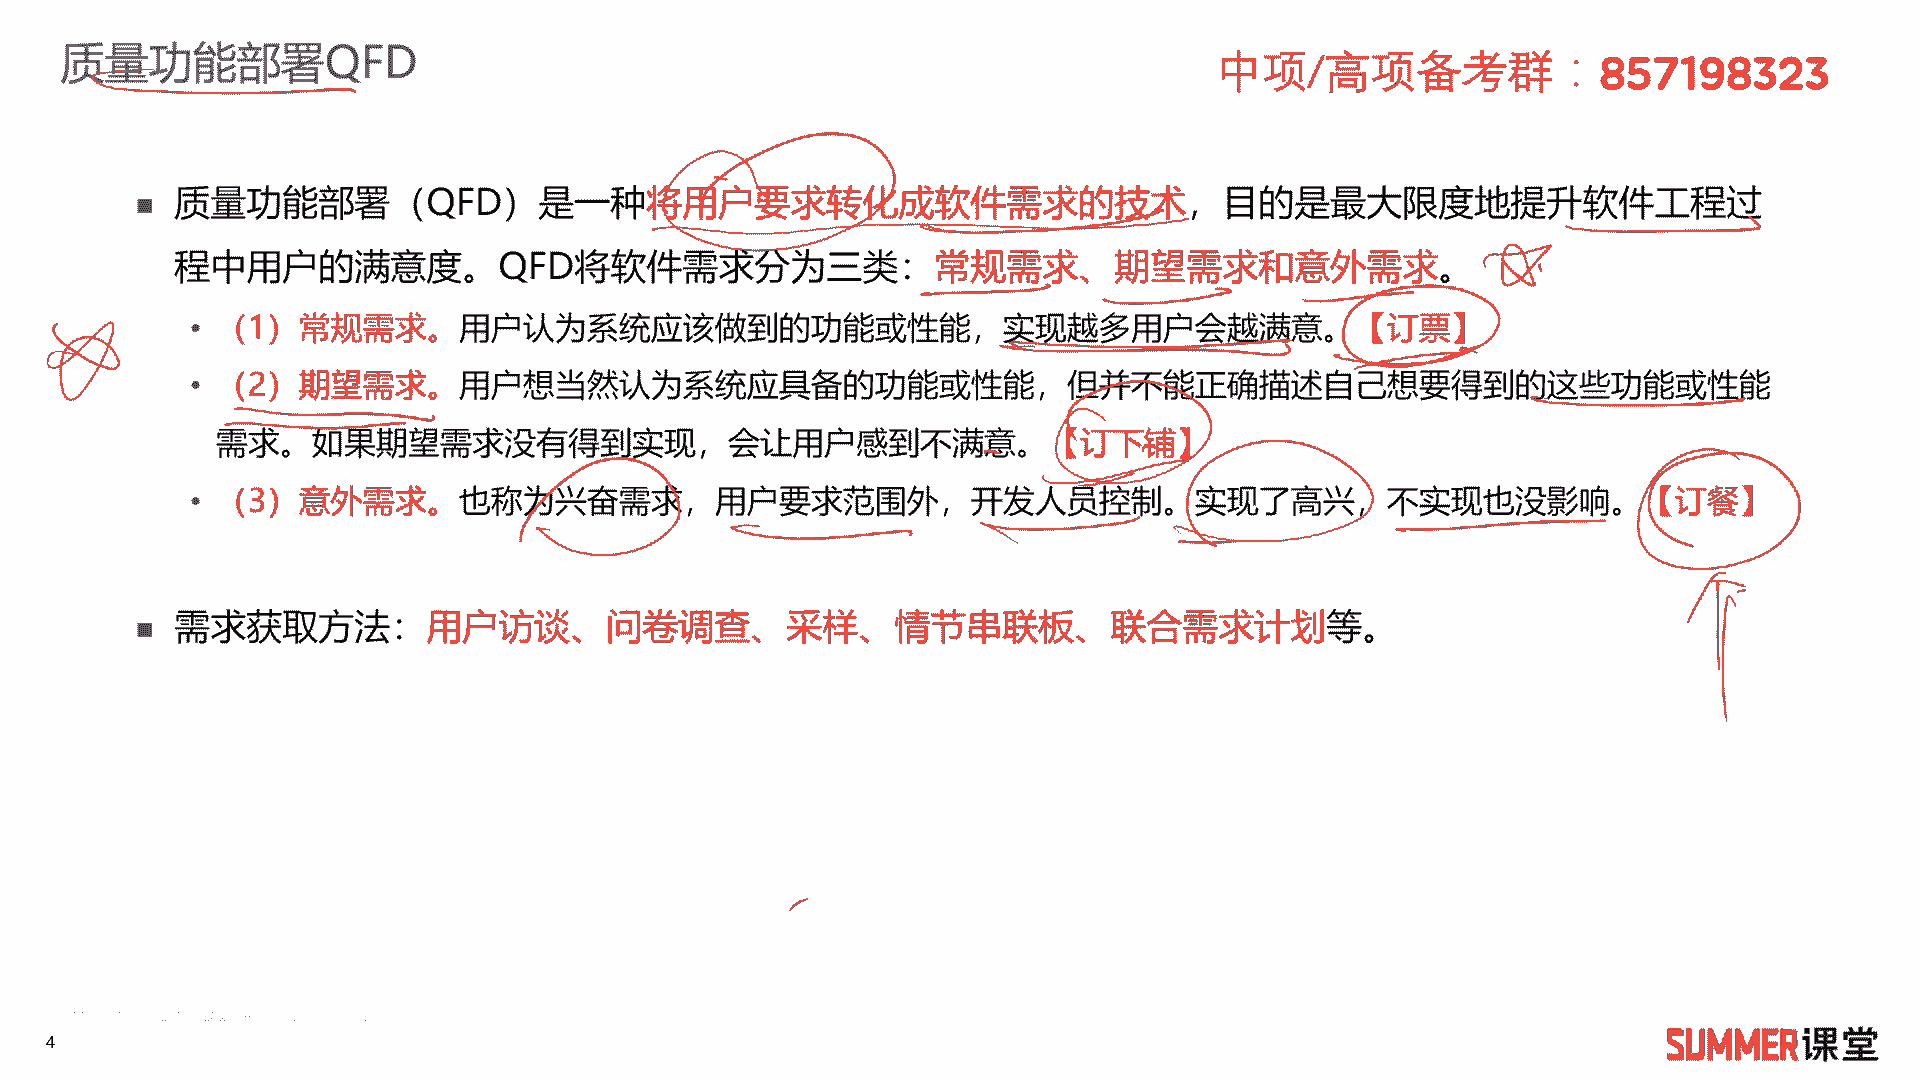 质量功能部署QFD
中项/高项备考群：857198323
■ 质量功能部署（QFD）是一种将用户要求转化成软件需求的技术，目的是最大限度地提升软件工程过
程中用户的满意度。QFD将软件需求分为三类：常规需求、期望需求和意外需求。
• （1）常规需求。用户认为系统应该做到的功能或性能，实现越多用户会越满意。【订票】
• （2）期望需求。用户想当然认为系统应具备的功能或性能，但并不能正确描述自己想要得到的这些功能或性能
需求。如果期望需求没有得到实现，会让用户感到不满意。【订下铺】
• （3）意外需求。也称为兴奋需求，用户要求范围外，开发人员控制。实现了高兴，不实现也没影响。【订餐】
■ 需求获取方法：用户访谈、问卷调查、采样、情节串联板、联合需求计划等。
4
SUMMER课堂